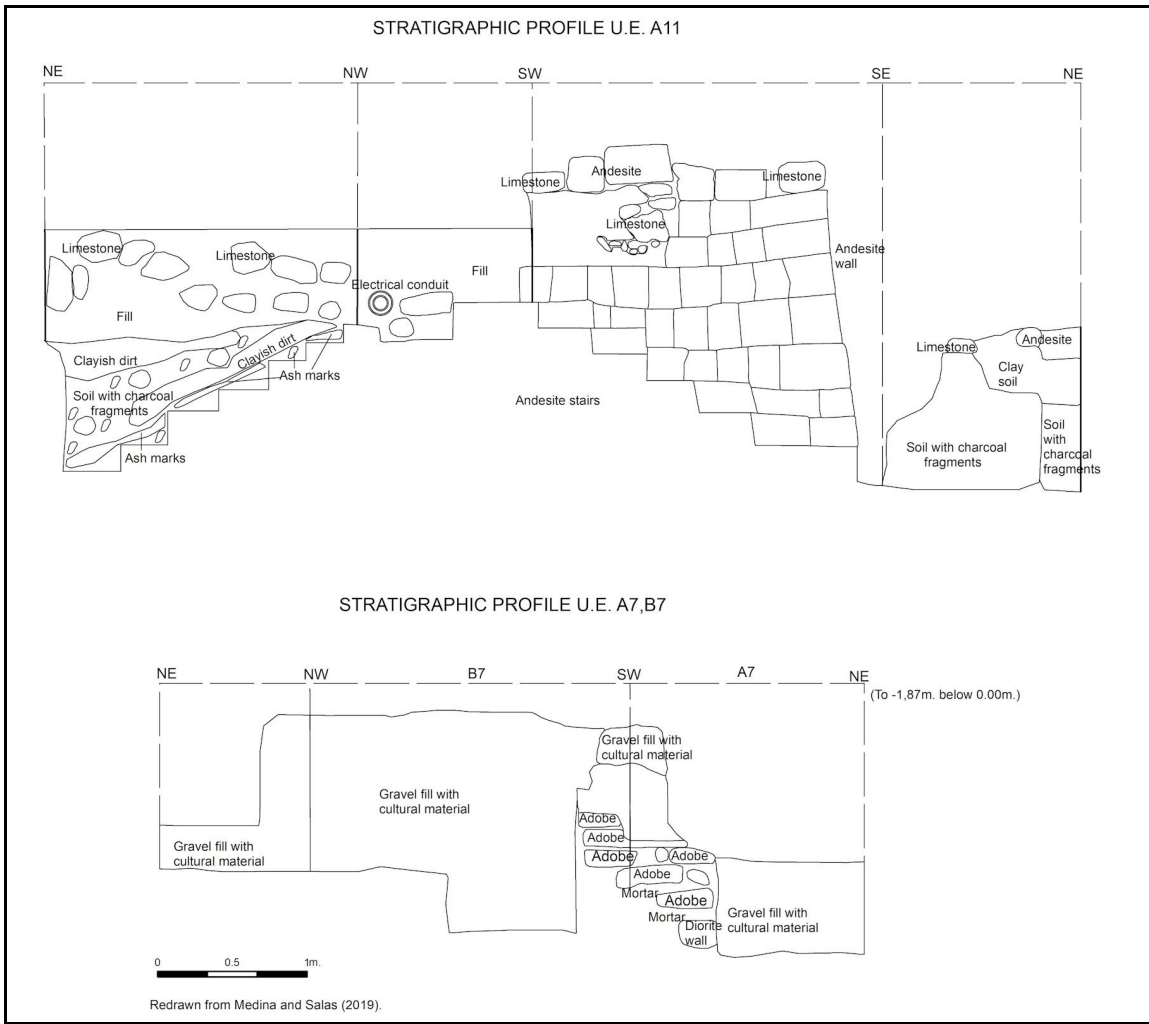 STRATIGRAPHIC PROFILE U.E. A11
NE NW SW SE NE
Limestone Andesite Limestone
Limestone
Limestone Limestone
Andesite
wall
Electrical conduit
Fill
Fill
Clayish dirt
Clayish dirt
Ash marks
Soil with charcoal
fragments
Ash marks
Andesite stairs
Limestone Andesite
Clay
soil
Soil with charcoal
fragments
Soil
with
charcoal
fragments
STRATIGRAPHIC PROFILE U.E. A7,B7
NE NW B7 SW A7 NE
(To -1,87m. below 0.00m.)
Gravel fill with
cultural material
Gravel fill with
cultural material
Gravel fill with
cultural material
Adobe
Adobe
Adobe Adobe
Adobe
Mortar
Adobe
Mortar
Diorite
wall
Gravel fill with
cultural material
0 0.5 1m.
Redrawn from Medina and Salas (2019).